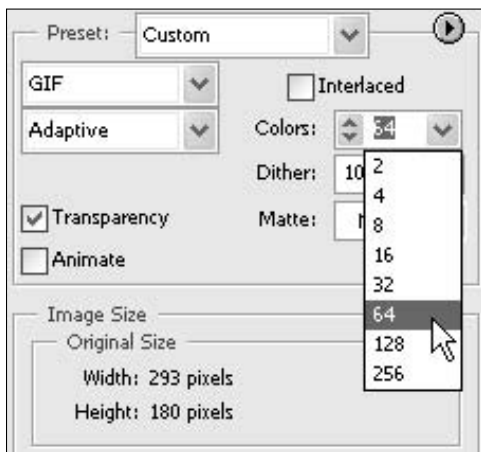 Preset: Custom
GIF
Interlaced
Adaptive
Colors: 64
Dither: 10
Transparency
Matte:
Animate
2
4
8
16
32
64
128
256
Image Size
Original Size
Width: 293 pixels
Height: 180 pixels